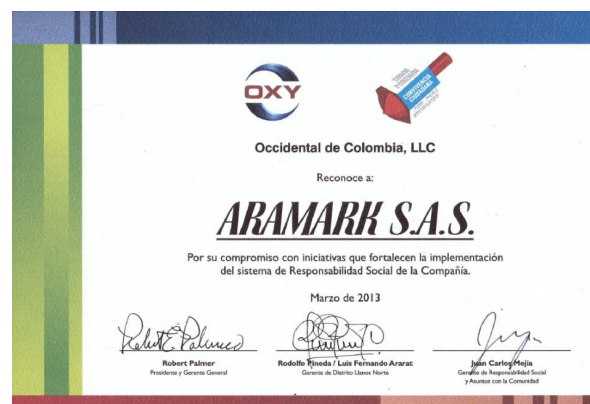 OXY
CONVIVENCIA
CIUDADANA
Occidental de Colombia, LLC
Reconoce a:
ARAMARK S.A.S.
Por su compromiso con iniciativas que fortalecen la implementación
del sistema de Responsabilidad Social de la Compañía.
Marzo de 2013
Robert Palmer
Presidente y Gerente General
Rodolfo Pineda / Luis Fernando Ararat
Gerente de Distrito Llanos Norte
Juan Carlos Mejía
Gerente de Responsabilidad Social
y Asuntos con la Comunidad